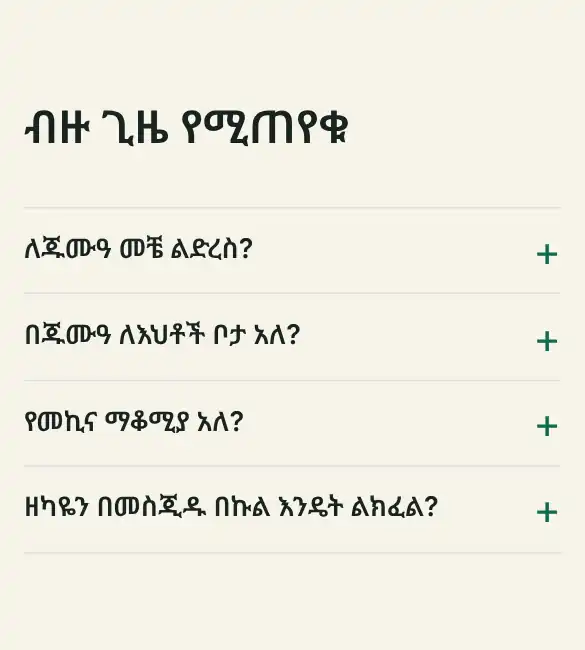 ብዙ ጊዜ የሚጠየቁ
ለጁሙዓ መቼ ልድረስ?
በጁሙዓ ለእህቶች ቦታ አለ?
የመኪና ማቆሚያ አለ?
ዘካዬን በመስጂዱ በኩል እንዴት ልክፈል?